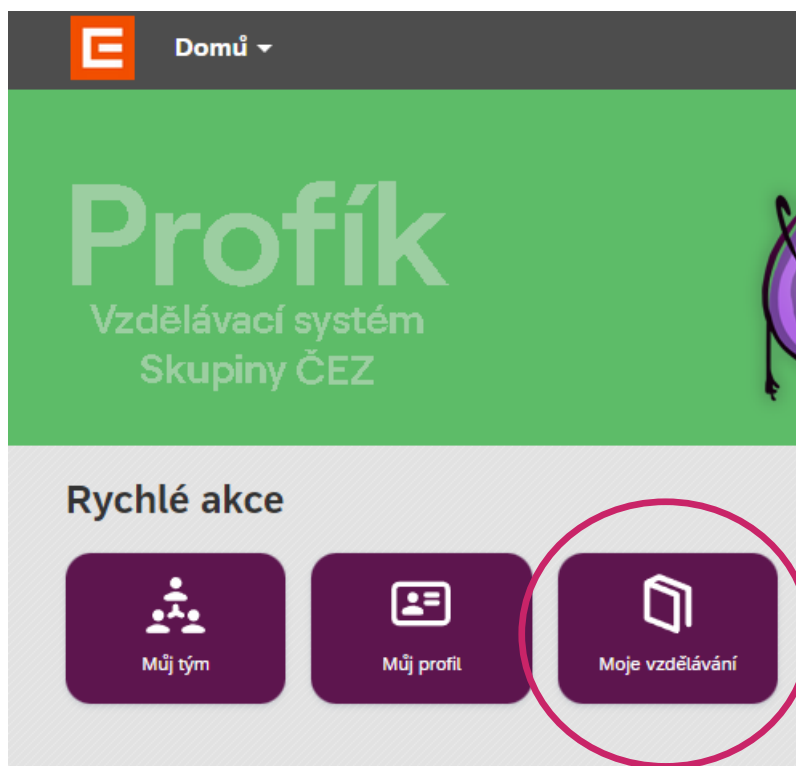 Domů
Profík
Vzdělávací systém
Skupiny ČEZ
Rychlé akce
Můj tým
Můj profil
Moje vzdělávání